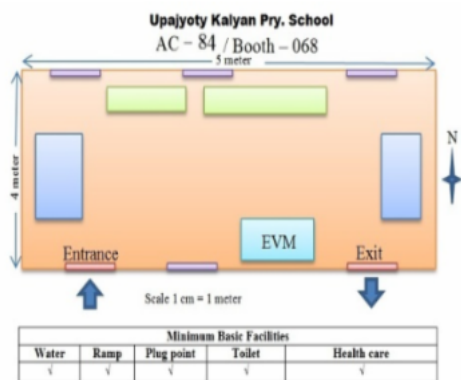 Upajyoty Kalyan Pry. School
AC – 84 / Booth – 068
5 meter
4 meter
N
EVM
Entrance
Exit
Scale 1 cm = 1 meter
Minimum Basic Facilities
Water Ramp Plug point Toilet Health care
√ √ √ √ √